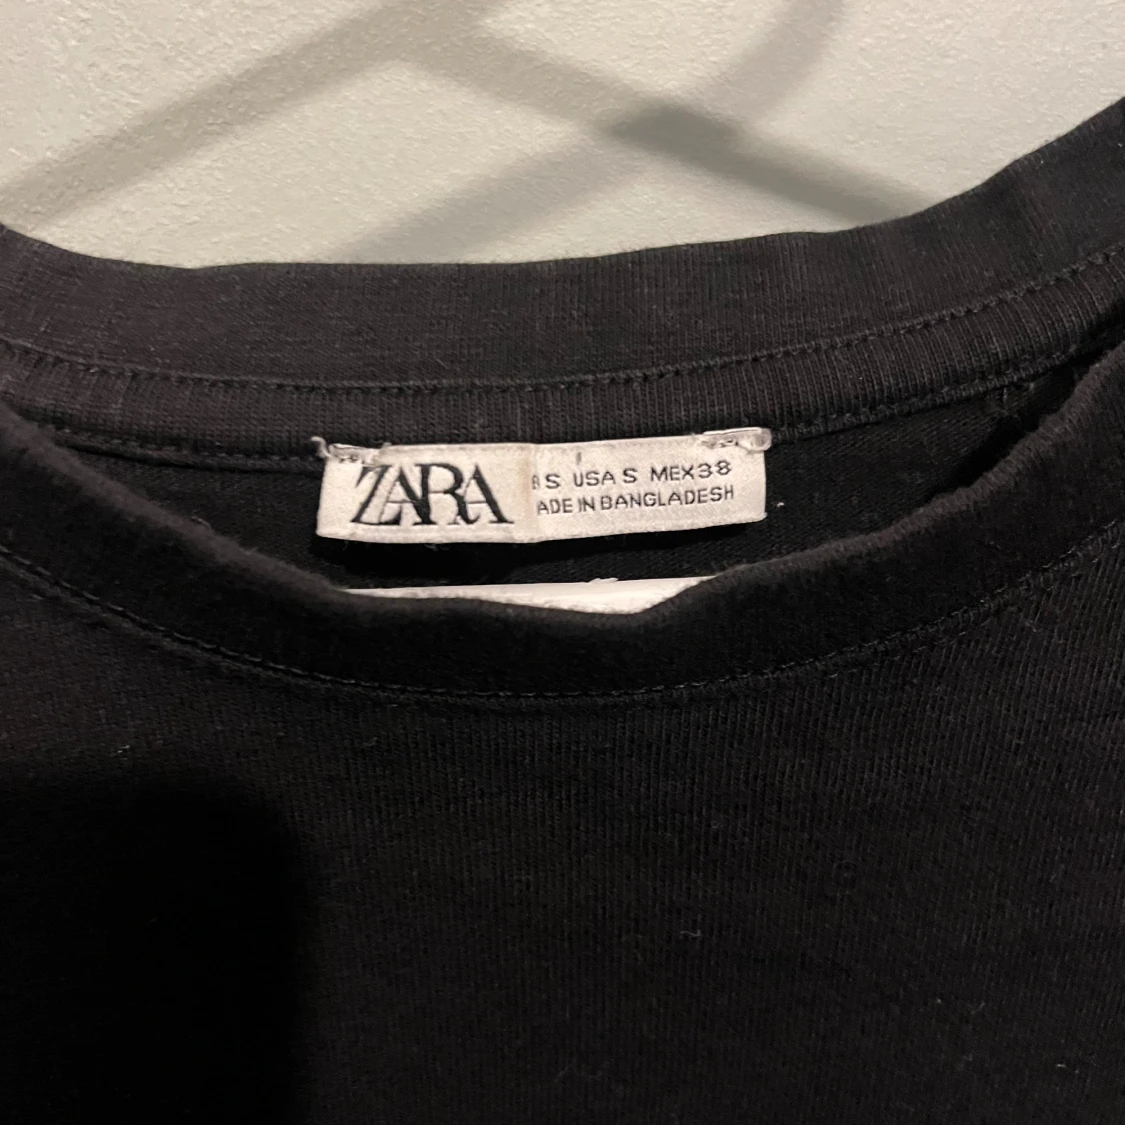 ZARA
S USA S MEX 38
ADE IN BANGLADESH